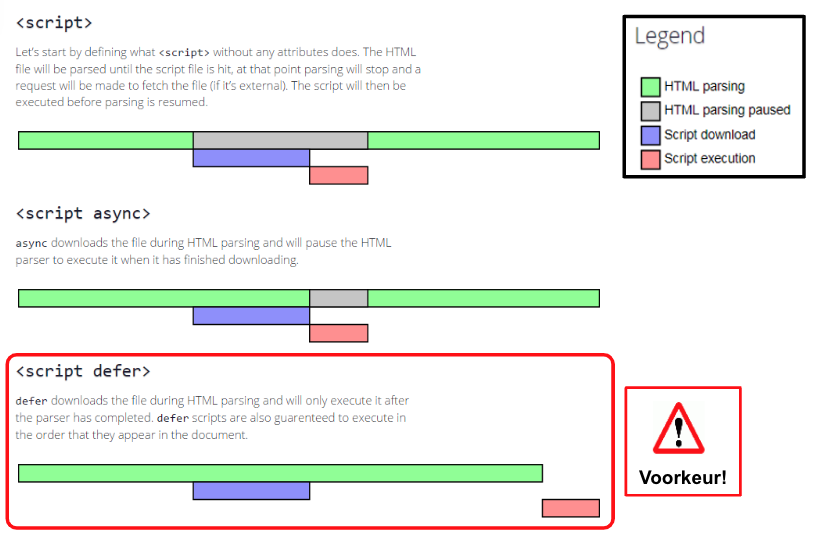 <script>
Let's start by defining what <script> without any attributes does. The HTML
file will be parsed until the script file is hit, at that point parsing will stop and a
request will be made to fetch the file (if it's external). The script will then be
executed before parsing is resumed.
<script async>
async downloads the file during HTML parsing and will pause the HTML
parser to execute it when it has finished downloading.
<script defer>
defer downloads the file during HTML parsing and will only execute it after
the parser has completed. defer scripts are also guarenteed to execute in
the order that they appear in the document.
Legend
HTML parsing
HTML parsing paused
Script download
Script execution
!
Voorkeur!